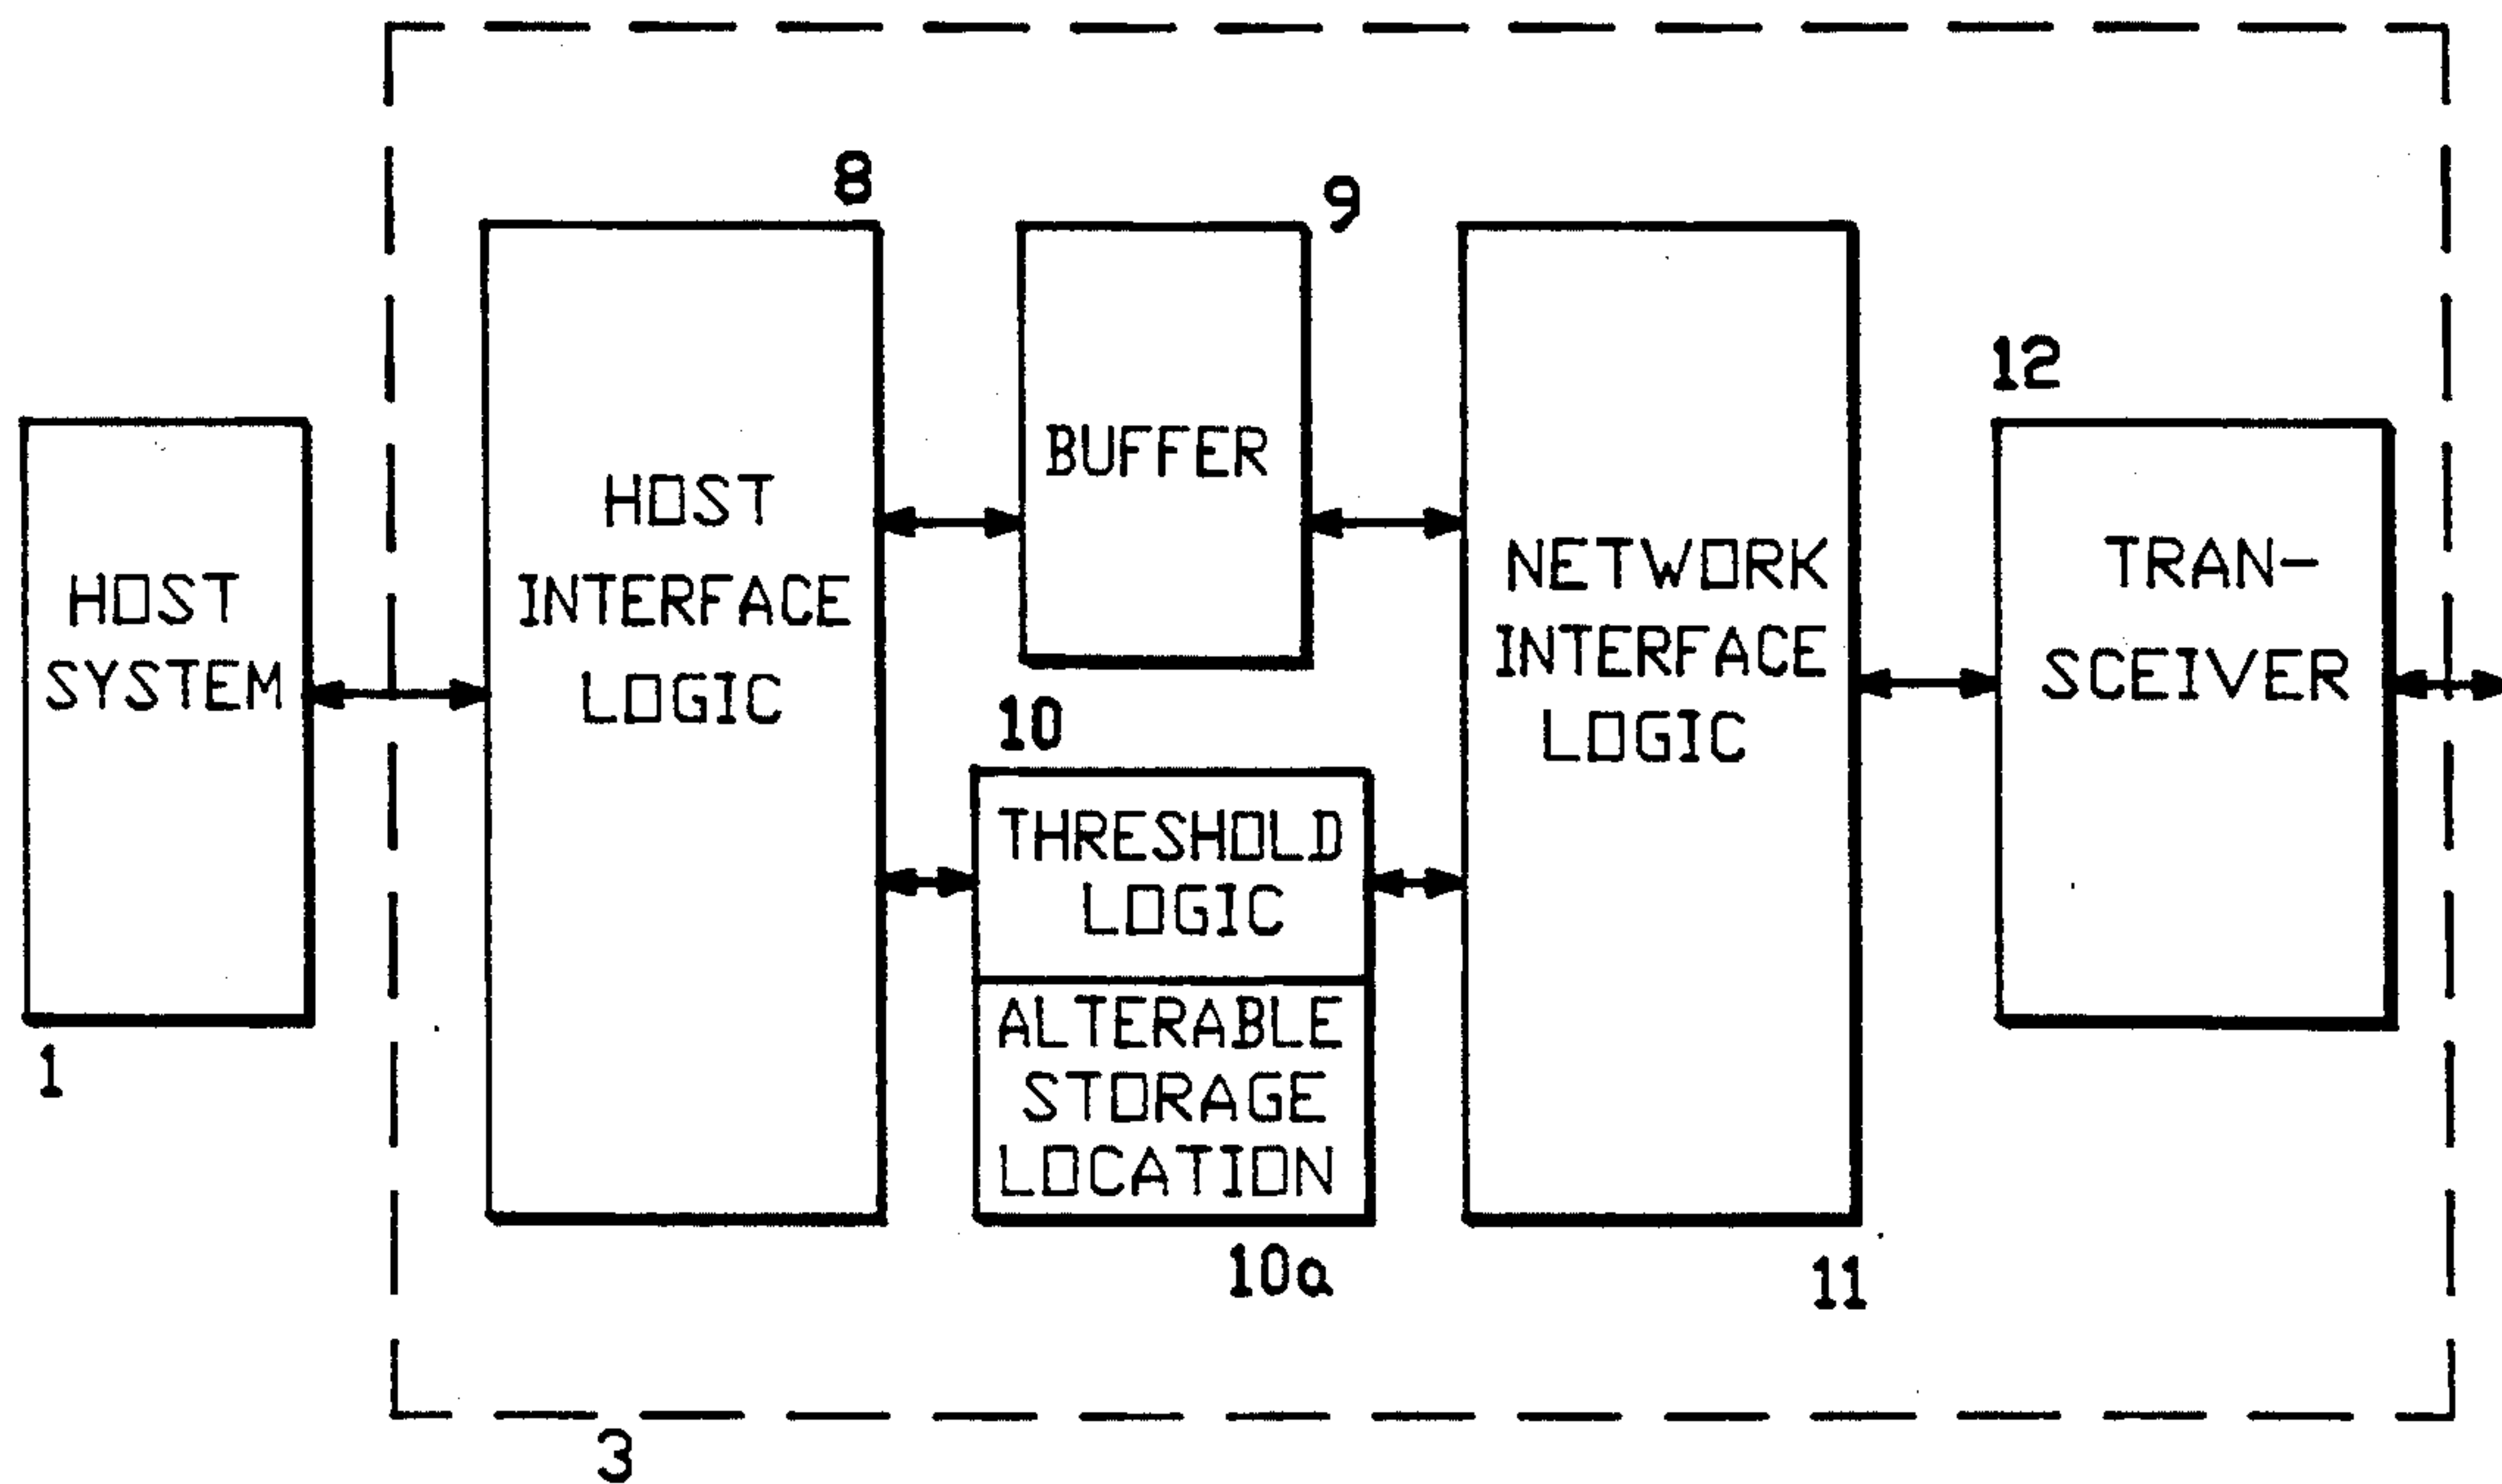 8
9
12
HOST
SYSTEM
1
HOST
INTERFACE
LOGIC
BUFFER
10
THRESHOLD
LOGIC
ALTERABLE
STORAGE
LOCATION
10a
NETWORK
INTERFACE
LOGIC
11
TRAN-
SCEIVER
3